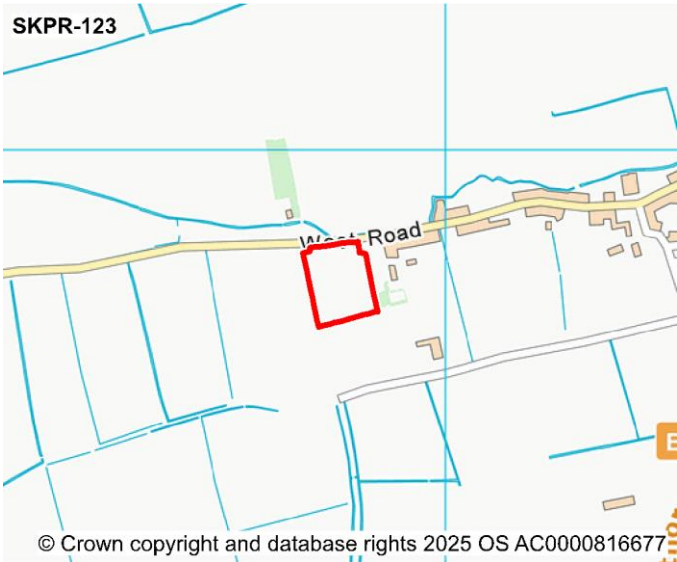 SKPR-123
West Road
© Crown copyright and database rights 2025 OS AC0000816677